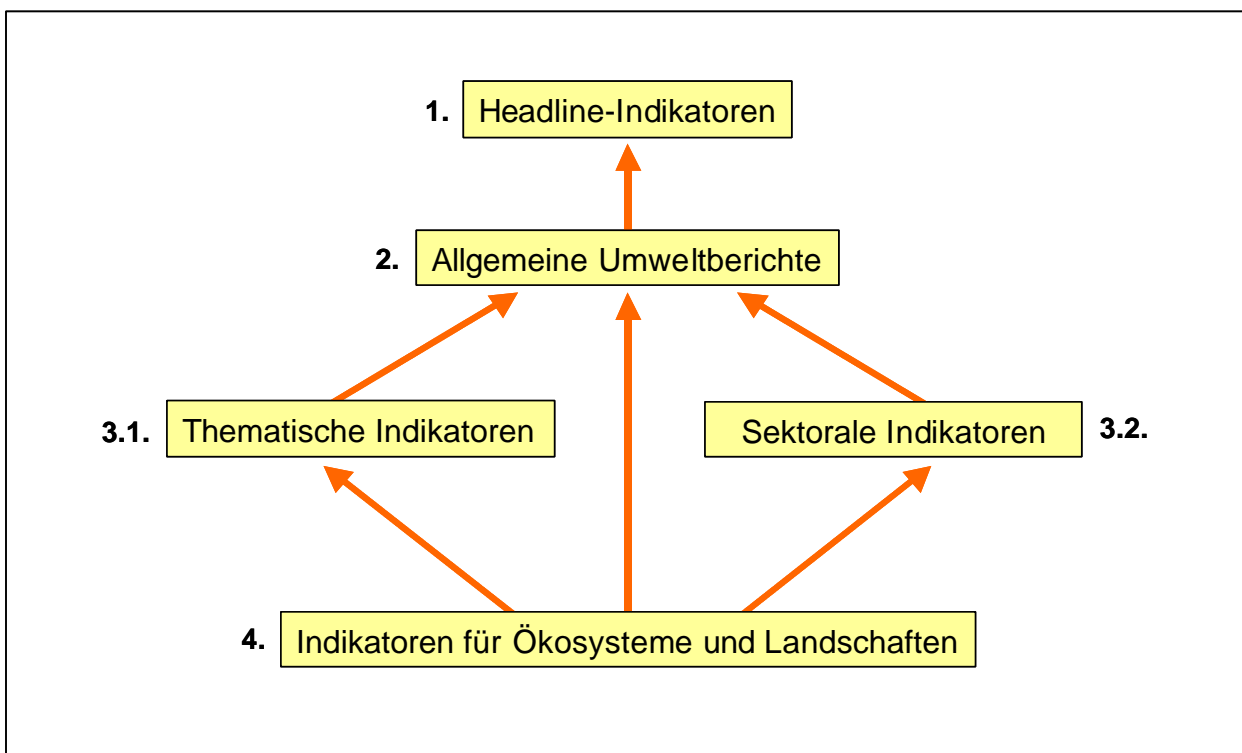 1. Headline-Indikatoren
2. Allgemeine Umweltberichte
3.1. Thematische Indikatoren
Sektorale Indikatoren 3.2.
4. Indikatoren für Ökosysteme und Landschaften